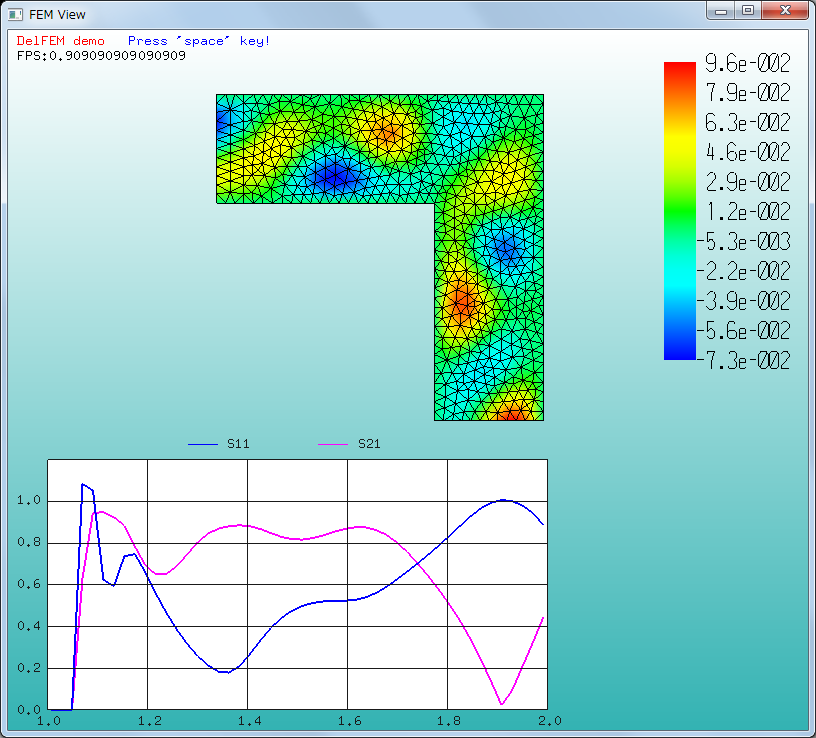 FEM View
DelFEM demo Press 'space' key!
FPS:0.909090909090909
9.6e-002
7.9e-002
6.3e-002
4.6e-002
2.9e-002
1.2e-002
-5.3e-003
-2.2e-002
-3.9e-002
-5.6e-002
-7.3e-002
S11 S21
1.0
0.8
0.6
0.4
0.2
0.0
1.0 1.2 1.4 1.6 1.8 2.0